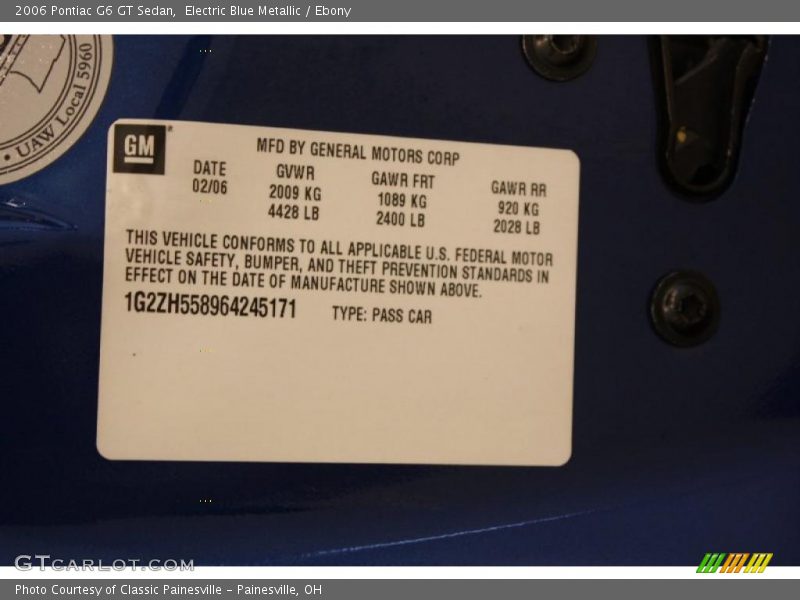 2006 Pontiac G6 GT Sedan, Electric Blue Metallic / Ebony
UAW Local 5960
GM
MFD BY GENERAL MOTORS CORP
DATE GVWR GAWR FRT GAWR RR
02/06 2009 KG 1089 KG 920 KG
4428 LB 2400 LB 2028 LB
THIS VEHICLE CONFORMS TO ALL APPLICABLE U.S. FEDERAL MOTOR
VEHICLE SAFETY, BUMPER, AND THEFT PREVENTION STANDARDS IN
EFFECT ON THE DATE OF MANUFACTURE SHOWN ABOVE.
1G2ZH558964245171 TYPE: PASS CAR
GTCARLOT.COM
Photo Courtesy of Classic Painesville - Painesville, OH